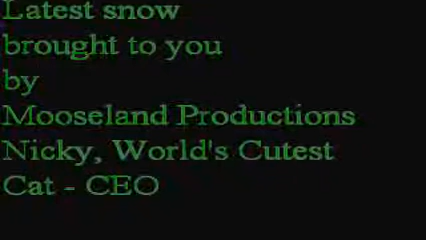 Latest snow
brought to you
by
Mooseland Productions
Nicky, World's Cutest
Cat - CEO